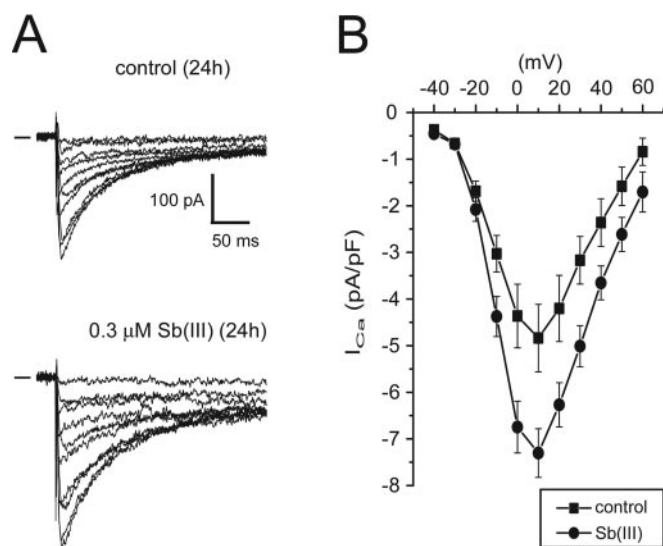 A
control (24h)
100 pA
50 ms
0.3 μM Sb(III) (24h)
B
(mV)
-40 -20 0 20 40 60
0
-1
-2
-3
-4
-5
-6
-7
-8
I_Ca (pA/pF)
control
Sb(III)